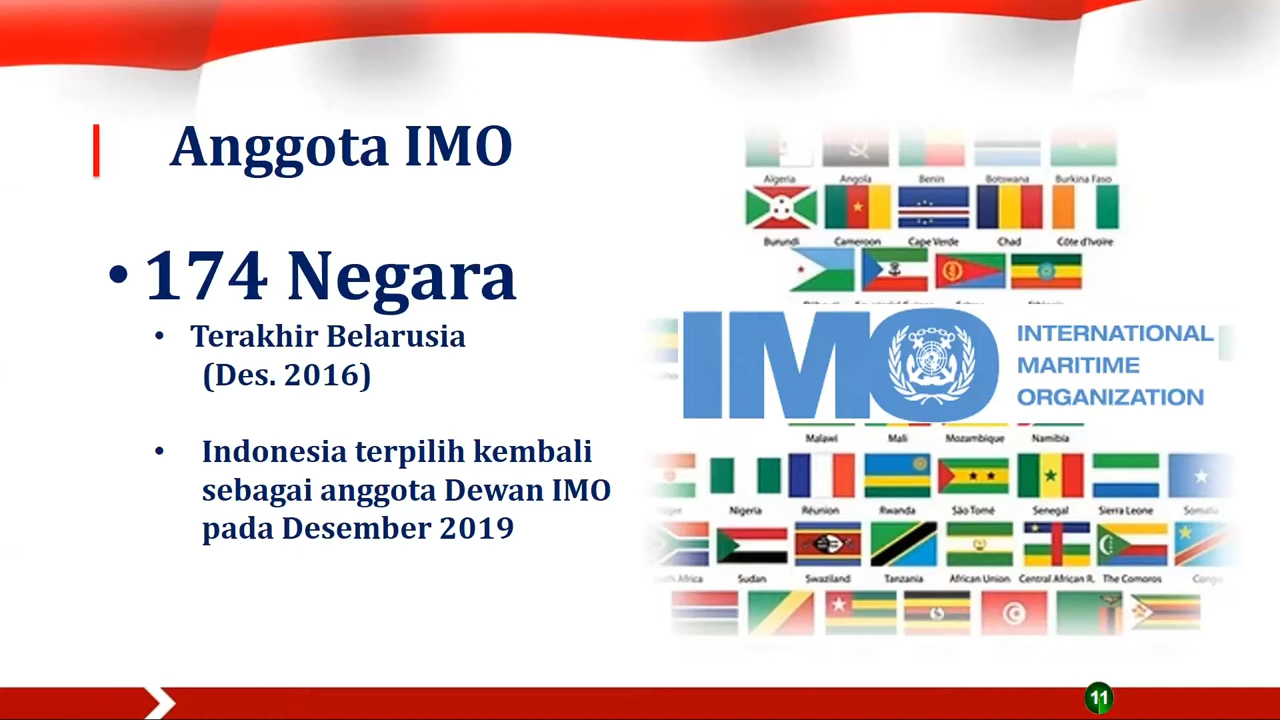 Anggota IMO
• 174 Negara
• Terakhir Belarusia
(Des. 2016)
• Indonesia terpilih kembali
sebagai anggota Dewan IMO
pada Desember 2019
Algeria Angola Benin Botswana Burkina Faso
Burundi Cameroon Cape Verde Chad Côte d'Ivoire
IMO
INTERNATIONAL
MARITIME
ORGANIZATION
Malawi Mali Mozambique Namibia
Nigeria Réunion Rwanda São Tomé Senegal Sierra Leone
Sudan Swaziland Tanzania African Union Central African R. The Comoros
11